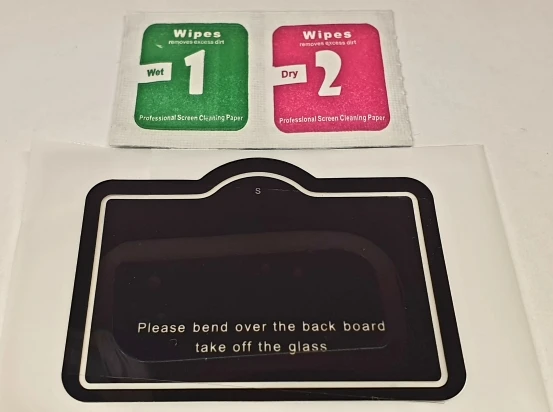 Wipes
removes excess dirt
Wet 1
Professional Screen Cleaning Paper
Wipes
removes excess dirt
Dry 2
Professional Screen Cleaning Paper
S
Please bend over the back board
take off the glass